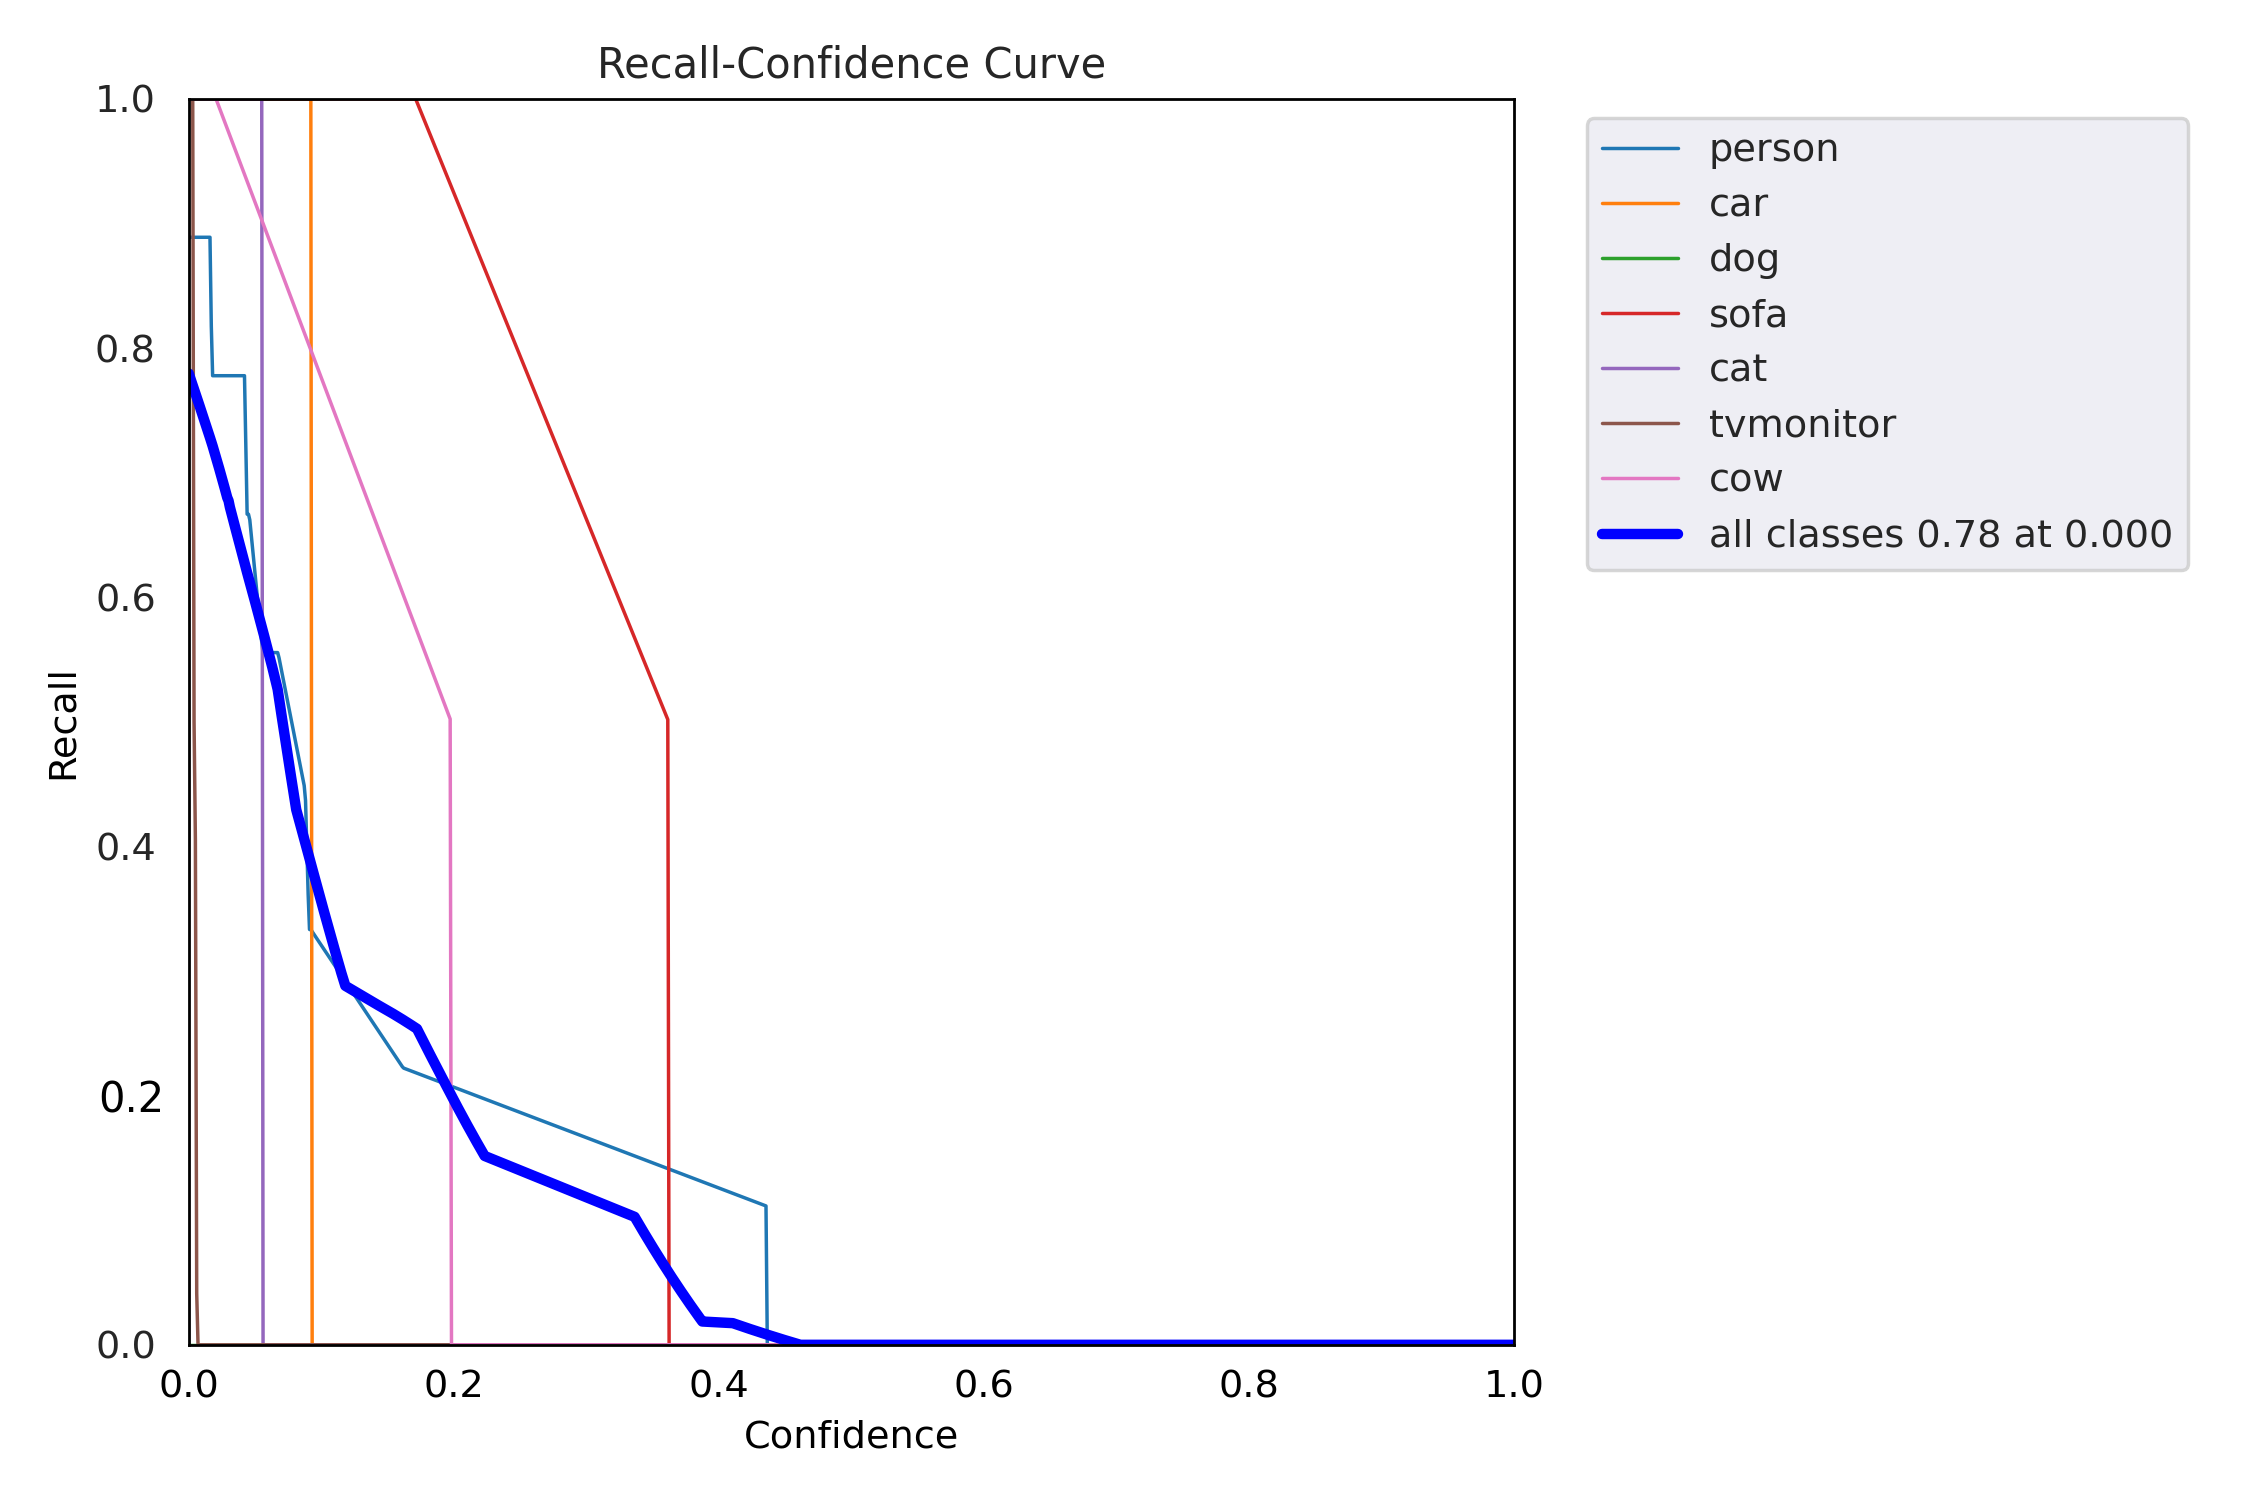 Recall-Confidence Curve
1.0
0.8
0.6
0.4
0.2
0.0
Recall
0.0 0.2 0.4 0.6 0.8 1.0
Confidence
person
car
dog
sofa
cat
tvmonitor
cow
all classes 0.78 at 0.000